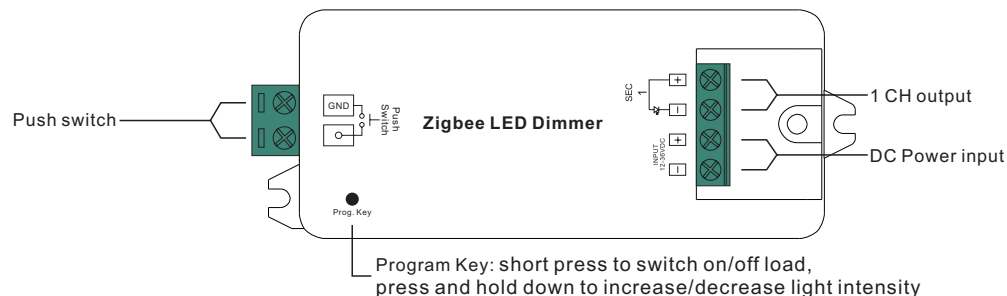 Push switch
GND
Push
Switch
Zigbee LED Dimmer
SEC
1
+
−
+
−
INPUT
12-36VDC
1 CH output
DC Power input
Prog. Key
Program Key: short press to switch on/off load,
press and hold down to increase/decrease light intensity